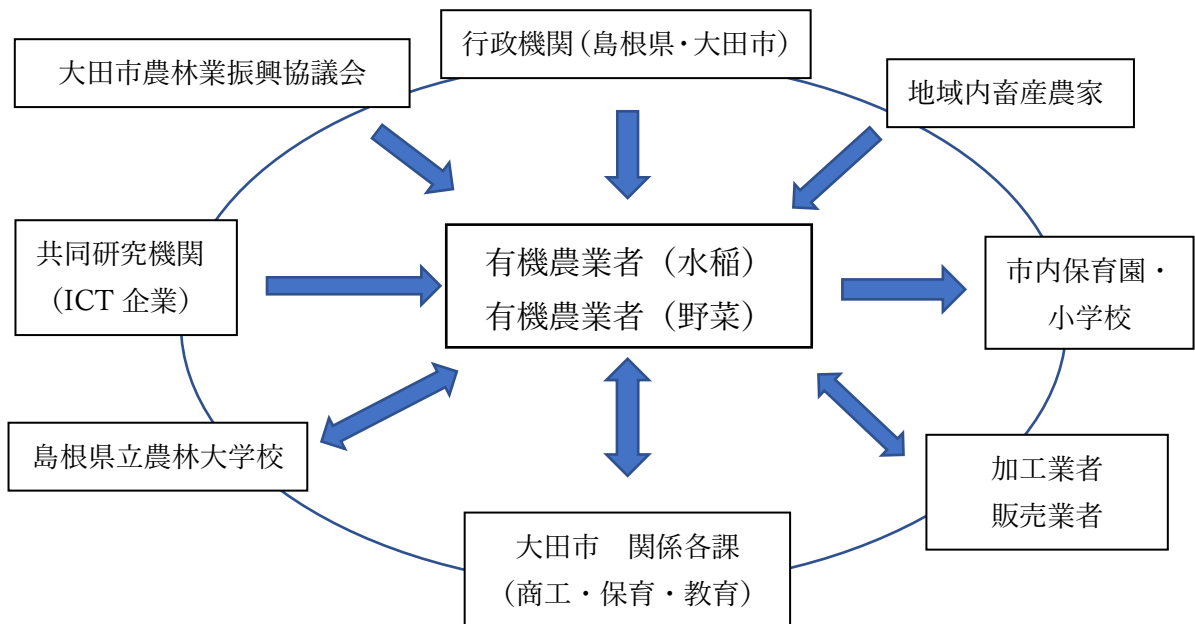 行政機関（島根県・大田市）
大田市農林業振興協議会
地域内畜産農家
共同研究機関
（ICT 企業）
有機農業者（水稲）
有機農業者（野菜）
市内保育園・
小学校
島根県立農林大学校
加工業者
販売業者
大田市　関係各課
（商工・保育・教育）